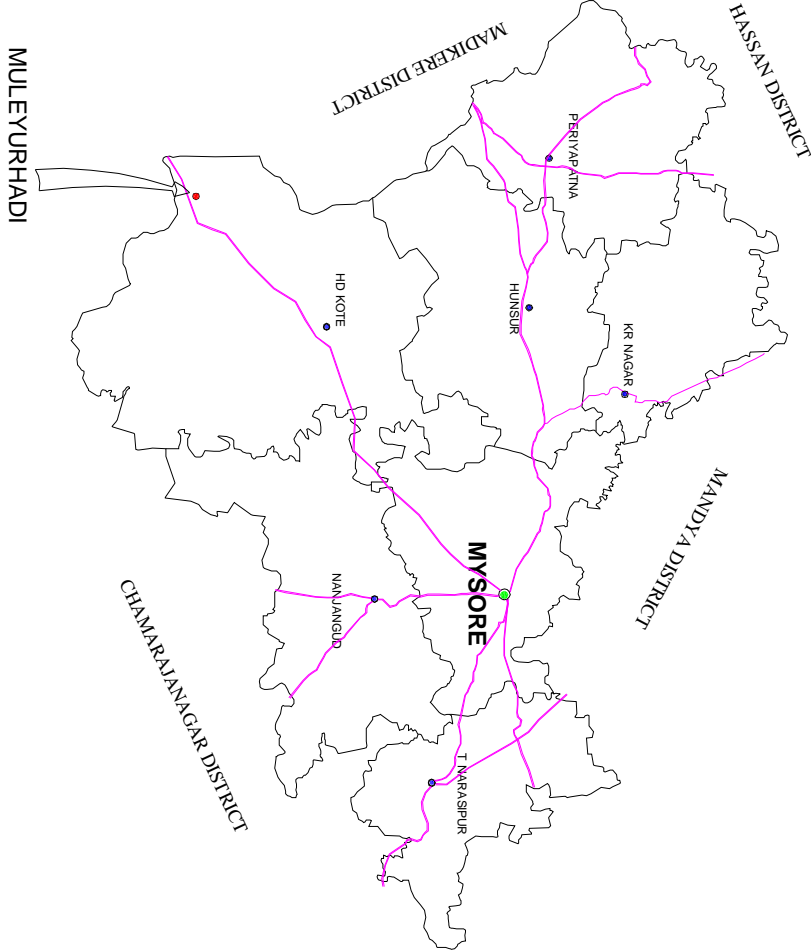 HASSAN DISTRICT
MADIKERE DISTRICT
PERIYAPATNA
MULEYURHADI
HUNSUR
HD KOTE
KR NAGAR
MANDYA DISTRICT
MYSORE
NANJANGUD
CHAMARAJANAGAR DISTRICT
T NARASIPUR